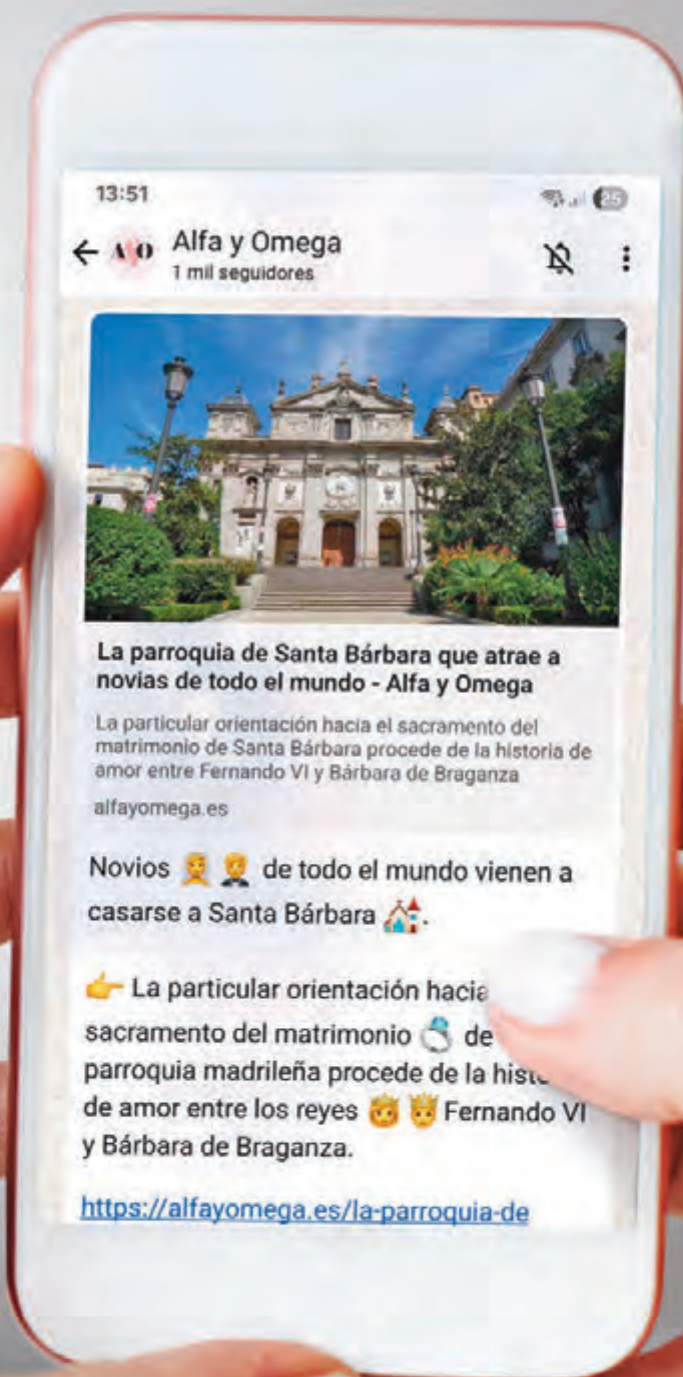 13:51
25
A O Alfa y Omega
1 mil seguidores
La parroquia de Santa Bárbara que atrae a
novias de todo el mundo - Alfa y Omega
La particular orientación hacia el sacramento del
matrimonio de Santa Bárbara procede de la historia de
amor entre Fernando VI y Bárbara de Braganza
alfayomega.es
Novios 👰 🤵 de todo el mundo vienen a
casarse a Santa Bárbara 💒.
👉 La particular orientación hacia
sacramento del matrimonio 💍 de
parroquia madrileña procede de la
de amor entre los reyes 🤴 👸 Fernando VI
y Bárbara de Braganza.
https://alfayomega.es/la-parroquia-de